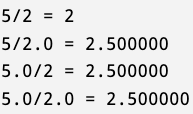 5/2 = 2
5/2.0 = 2.500000
5.0/2 = 2.500000
5.0/2.0 = 2.500000